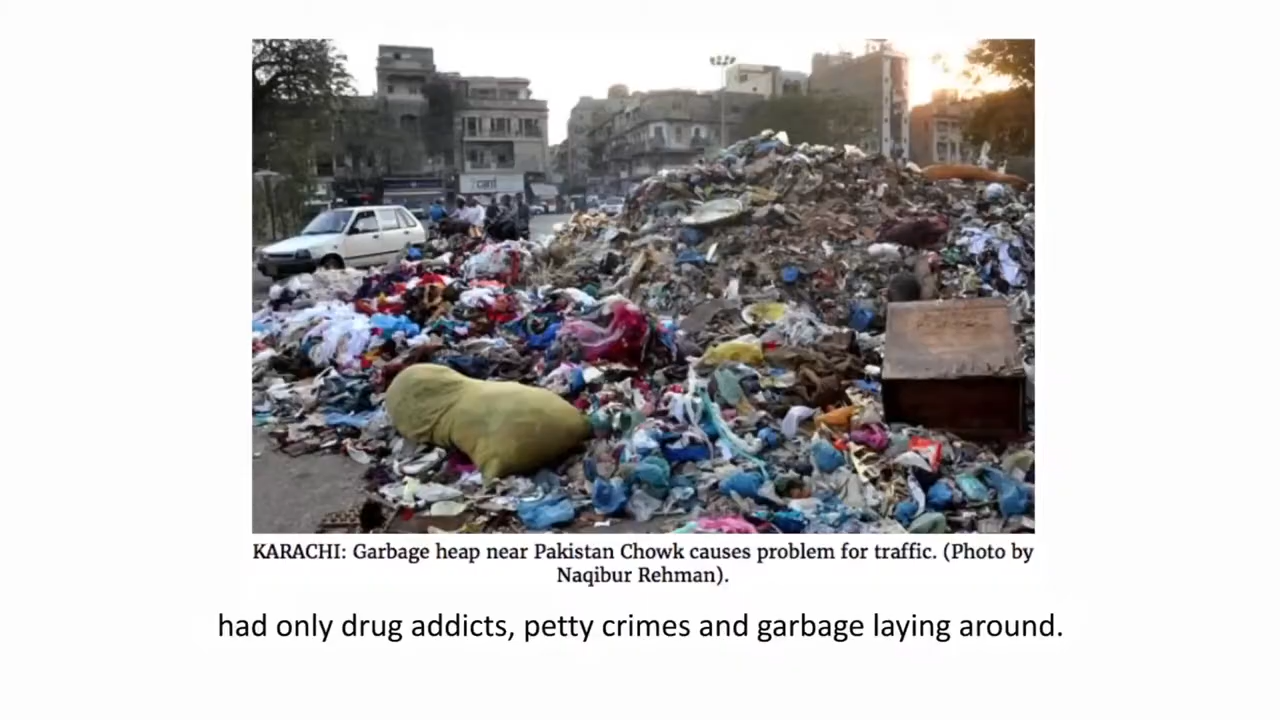 KARACHI: Garbage heap near Pakistan Chowk causes problem for traffic. (Photo by
Naqibur Rehman).
had only drug addicts, petty crimes and garbage laying around.